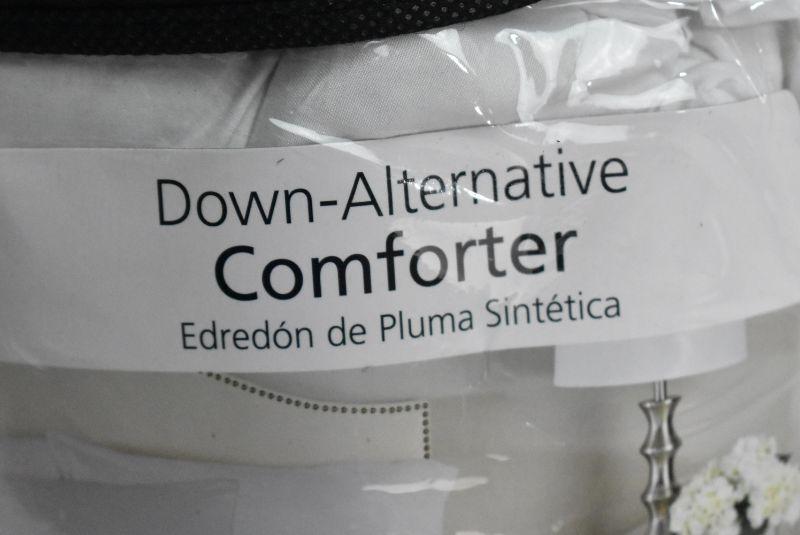 Down-Alternative
Comforter
Edredón de Pluma Sintética